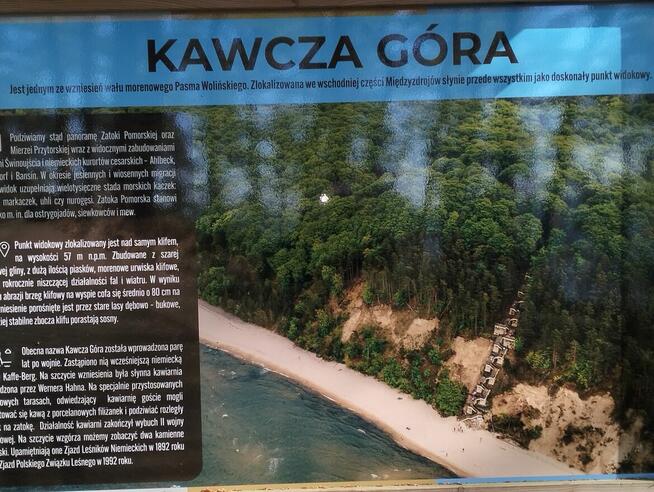 KAWCZA GÓRA
Jest jednym ze wzniesień wału morenowego Pasma Wolińskiego. Zlokalizowana we wschodniej części Międzyzdrojów słynie przede wszystkim jako doskonały punkt widokowy.
Podziwiamy stąd panoramę Zatoki Pomorskiej oraz
Mierzei Przytorskiej wraz z widocznymi zabudowaniami
Świnoujścia i niemieckich kurortów cesarskich - Ahlbeck,
i Bansin. W okresie jesiennych i wiosennych migracji
widok uzupełniają wielotysięczne stada morskich kaczek:
markaczek, uhli czy nurogęsi. Zatoka Pomorska stanowi
m. in. dla ostrygojadów, siewkowców i mew.
Punkt widokowy zlokalizowany jest nad samym klifem,
na wysokości 57 m n.p.m. Zbudowane z szarej
gliny, z dużą ilością piasków, morenowe urwiska klifowe,
rokrocznie niszczącej działalności fal i wiatru. W wyniku
abrazji brzeg klifowy na wyspie cofa się średnio o 80 cm na
porośnięte jest przez stare lasy dębowo - bukowe,
stabilne zbocza klifu porastają sosny.
Obecna nazwa Kawcza Góra została wprowadzona parę
lat po wojnie. Zastąpiono nią wcześniejszą niemiecką
Kaffe-Berg. Na szczycie wzniesienia była słynna kawiarnia
przez Wernera Hahna. Na specjalnie przystosowanych
tarasach, odwiedzający kawiarnię goście mogli
się kawą z porcelanowych filiżanek i podziwiać rozległy
na zatokę. Działalność kawiarni zakończył wybuch II wojny
Na szczycie wzgórza możemy zobaczyć dwa kamienne
Upamiętniają one Zjazd Leśników Niemieckich w 1892 roku
Zjazd Polskiego Związku Leśnego w 1992 roku.